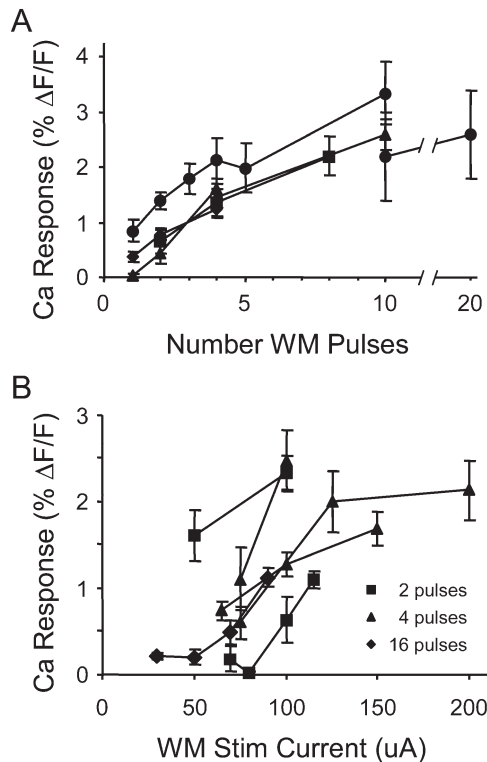 A
Ca Response (% ΔF/F)
4
3
2
1
0
0
5
10
20
Number WM Pulses
B
Ca Response (% ΔF/F)
3
2
1
0
2 pulses
4 pulses
16 pulses
0
50
100
150
200
WM Stim Current (uA)